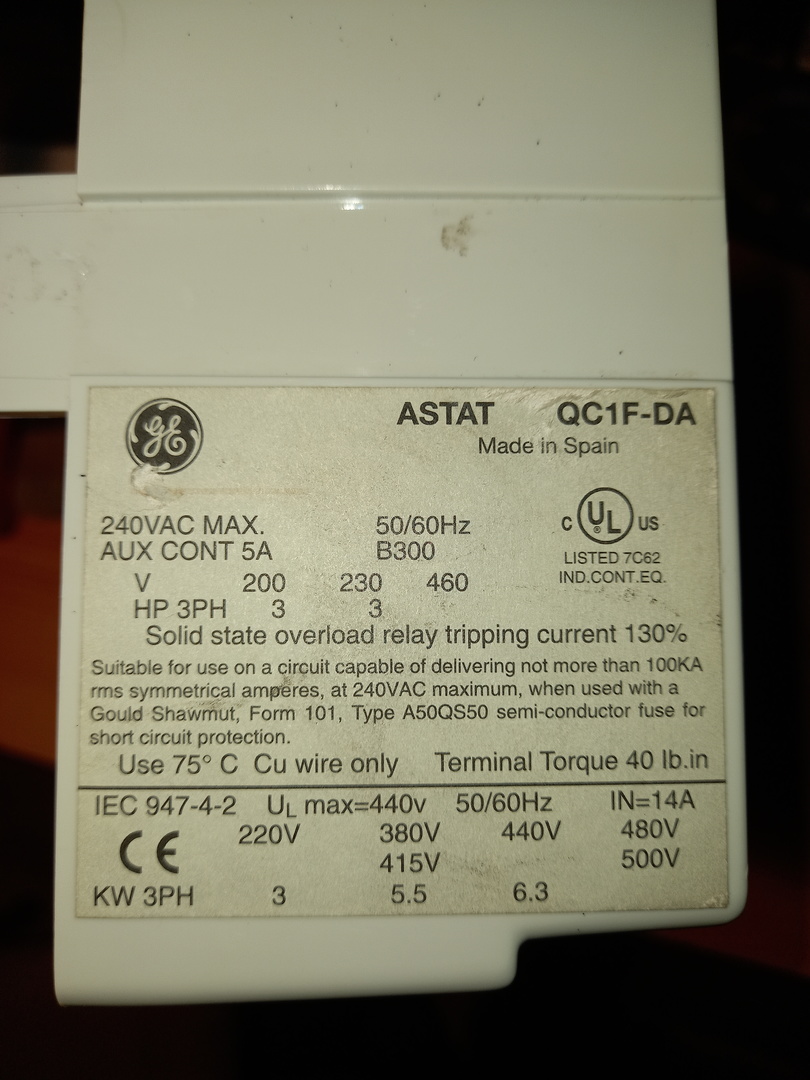 GE
ASTAT QC1F-DA
Made in Spain
240VAC MAX. 50/60Hz
AUX CONT 5A B300
C UL US
LISTED 7C62
IND.CONT.EQ.
V 200 230 460
HP 3PH 3 3
Solid state overload relay tripping current 130%
Suitable for use on a circuit capable of delivering not more than 100KA
rms symmetrical amperes, at 240VAC maximum, when used with a
Gould Shawmut, Form 101, Type A50QS50 semi-conductor fuse for
short circuit protection.
Use 75° C Cu wire only Terminal Torque 40 lb.in
IEC 947-4-2 UL max=440v 50/60Hz IN=14A
CE 220V 380V 440V 480V
415V 500V
KW 3PH 3 5.5 6.3